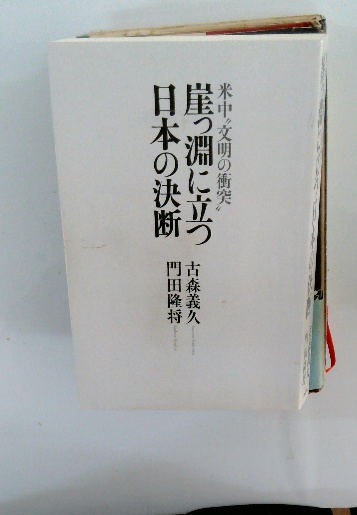 米中“文明の衝突”
崖っ淵に立つ
日本の決断
古森義久
門田隆将